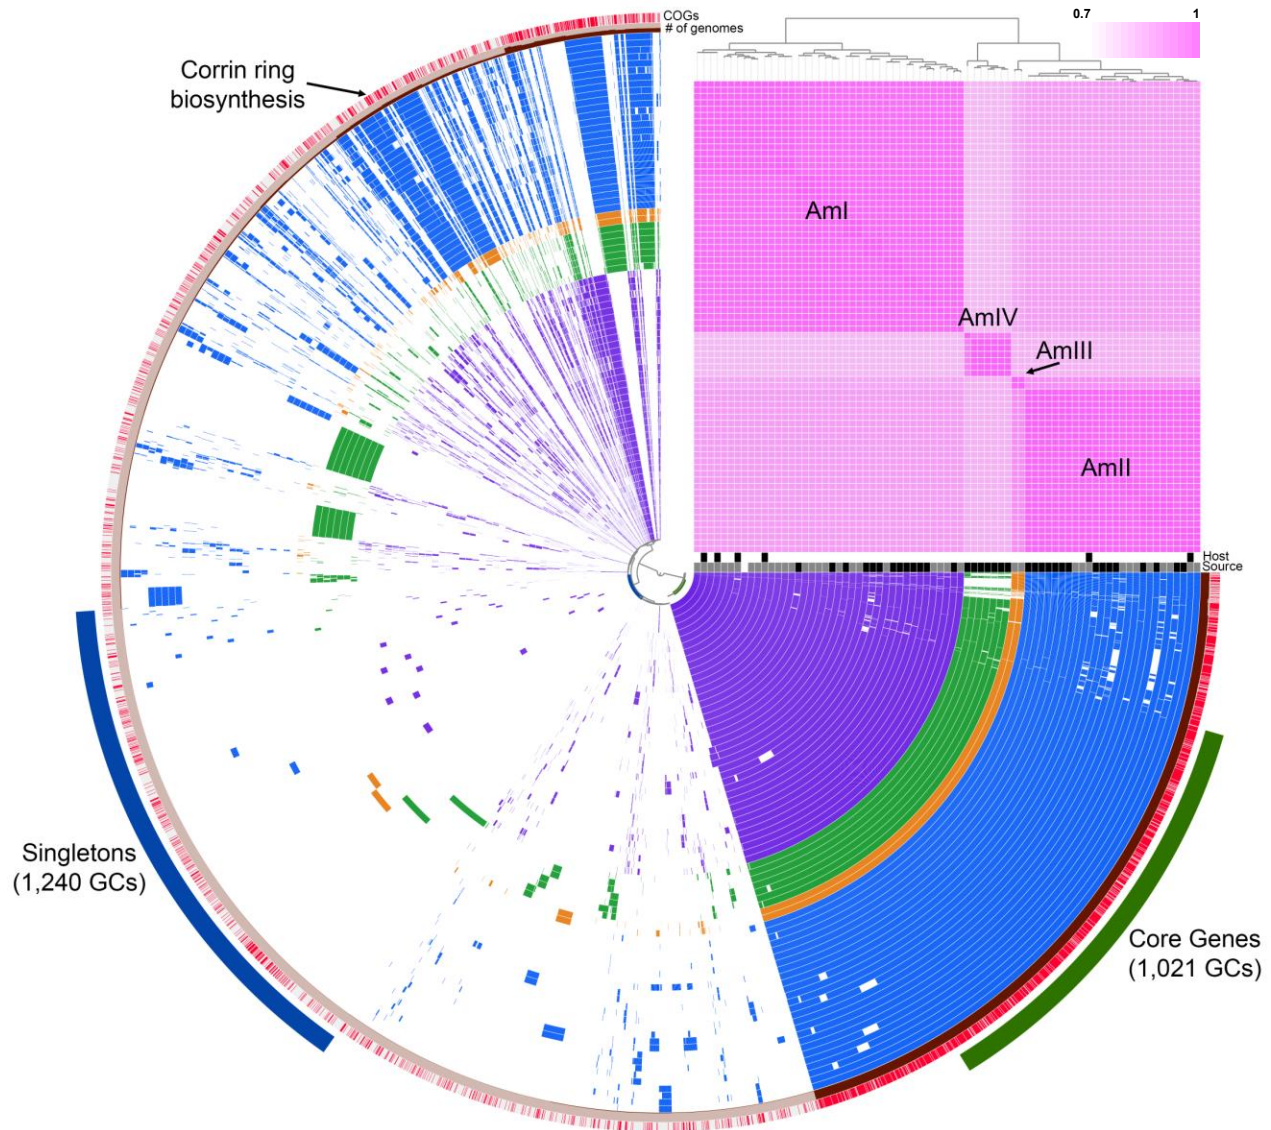 COGs
# of genomes
0.7
1
Corrin ring
biosynthesis
AmI
AmIV
AmIII
AmII
Host
Source
Singletons
(1,240 GCs)
Core Genes
(1,021 GCs)